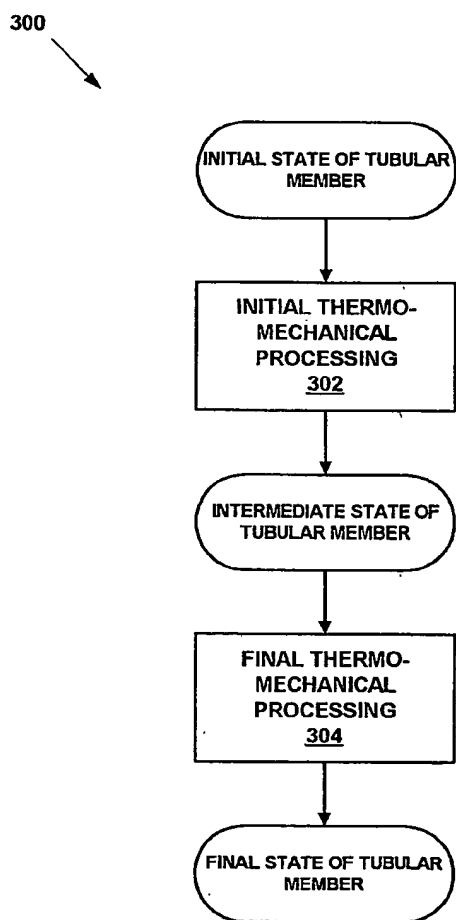 300
INITIAL STATE OF TUBULAR
MEMBER
INITIAL THERMO-
MECHANICAL
PROCESSING
302
INTERMEDIATE STATE OF
TUBULAR MEMBER
FINAL THERMO-
MECHANICAL
PROCESSING
304
FINAL STATE OF TUBULAR
MEMBER